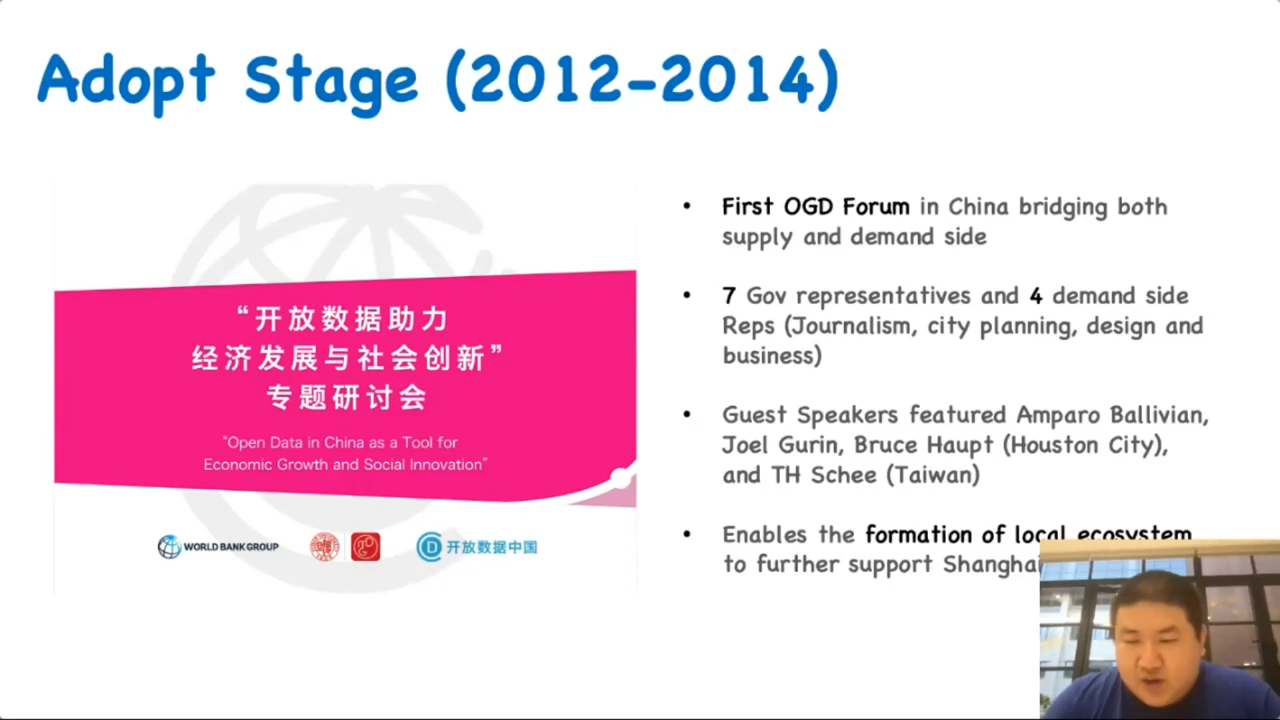 Adopt Stage (2012-2014)
“开放数据助力
经济发展与社会创新”
专题研讨会
“Open Data in China as a Tool for
Economic Growth and Social Innovation”
WORLD BANK GROUP
开放数据中国
• First OGD Forum in China bridging both
supply and demand side
• 7 Gov representatives and 4 demand side
Reps (Journalism, city planning, design and
business)
• Guest Speakers featured Amparo Ballivian,
Joel Gurin, Bruce Haupt (Houston City),
and TH Schee (Taiwan)
• Enables the formation of local ecosystem
to further support Shanghai